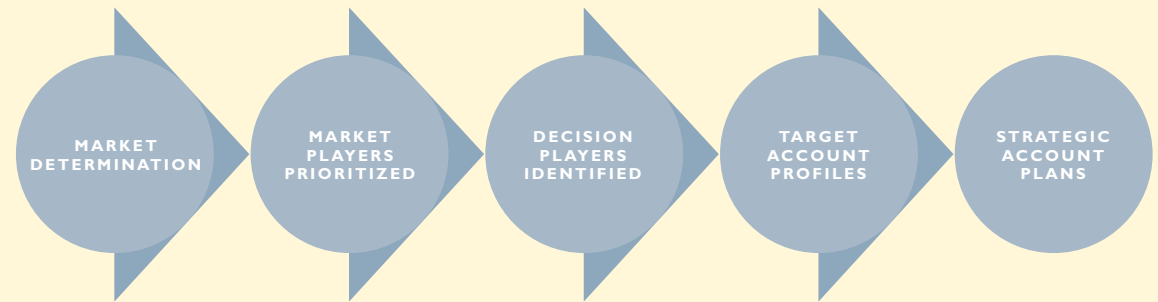 MARKET
DETERMINATION
MARKET
PLAYERS
PRIORITIZED
DECISION
PLAYERS
IDENTIFIED
TARGET
ACCOUNT
PROFILES
STRATEGIC
ACCOUNT
PLANS